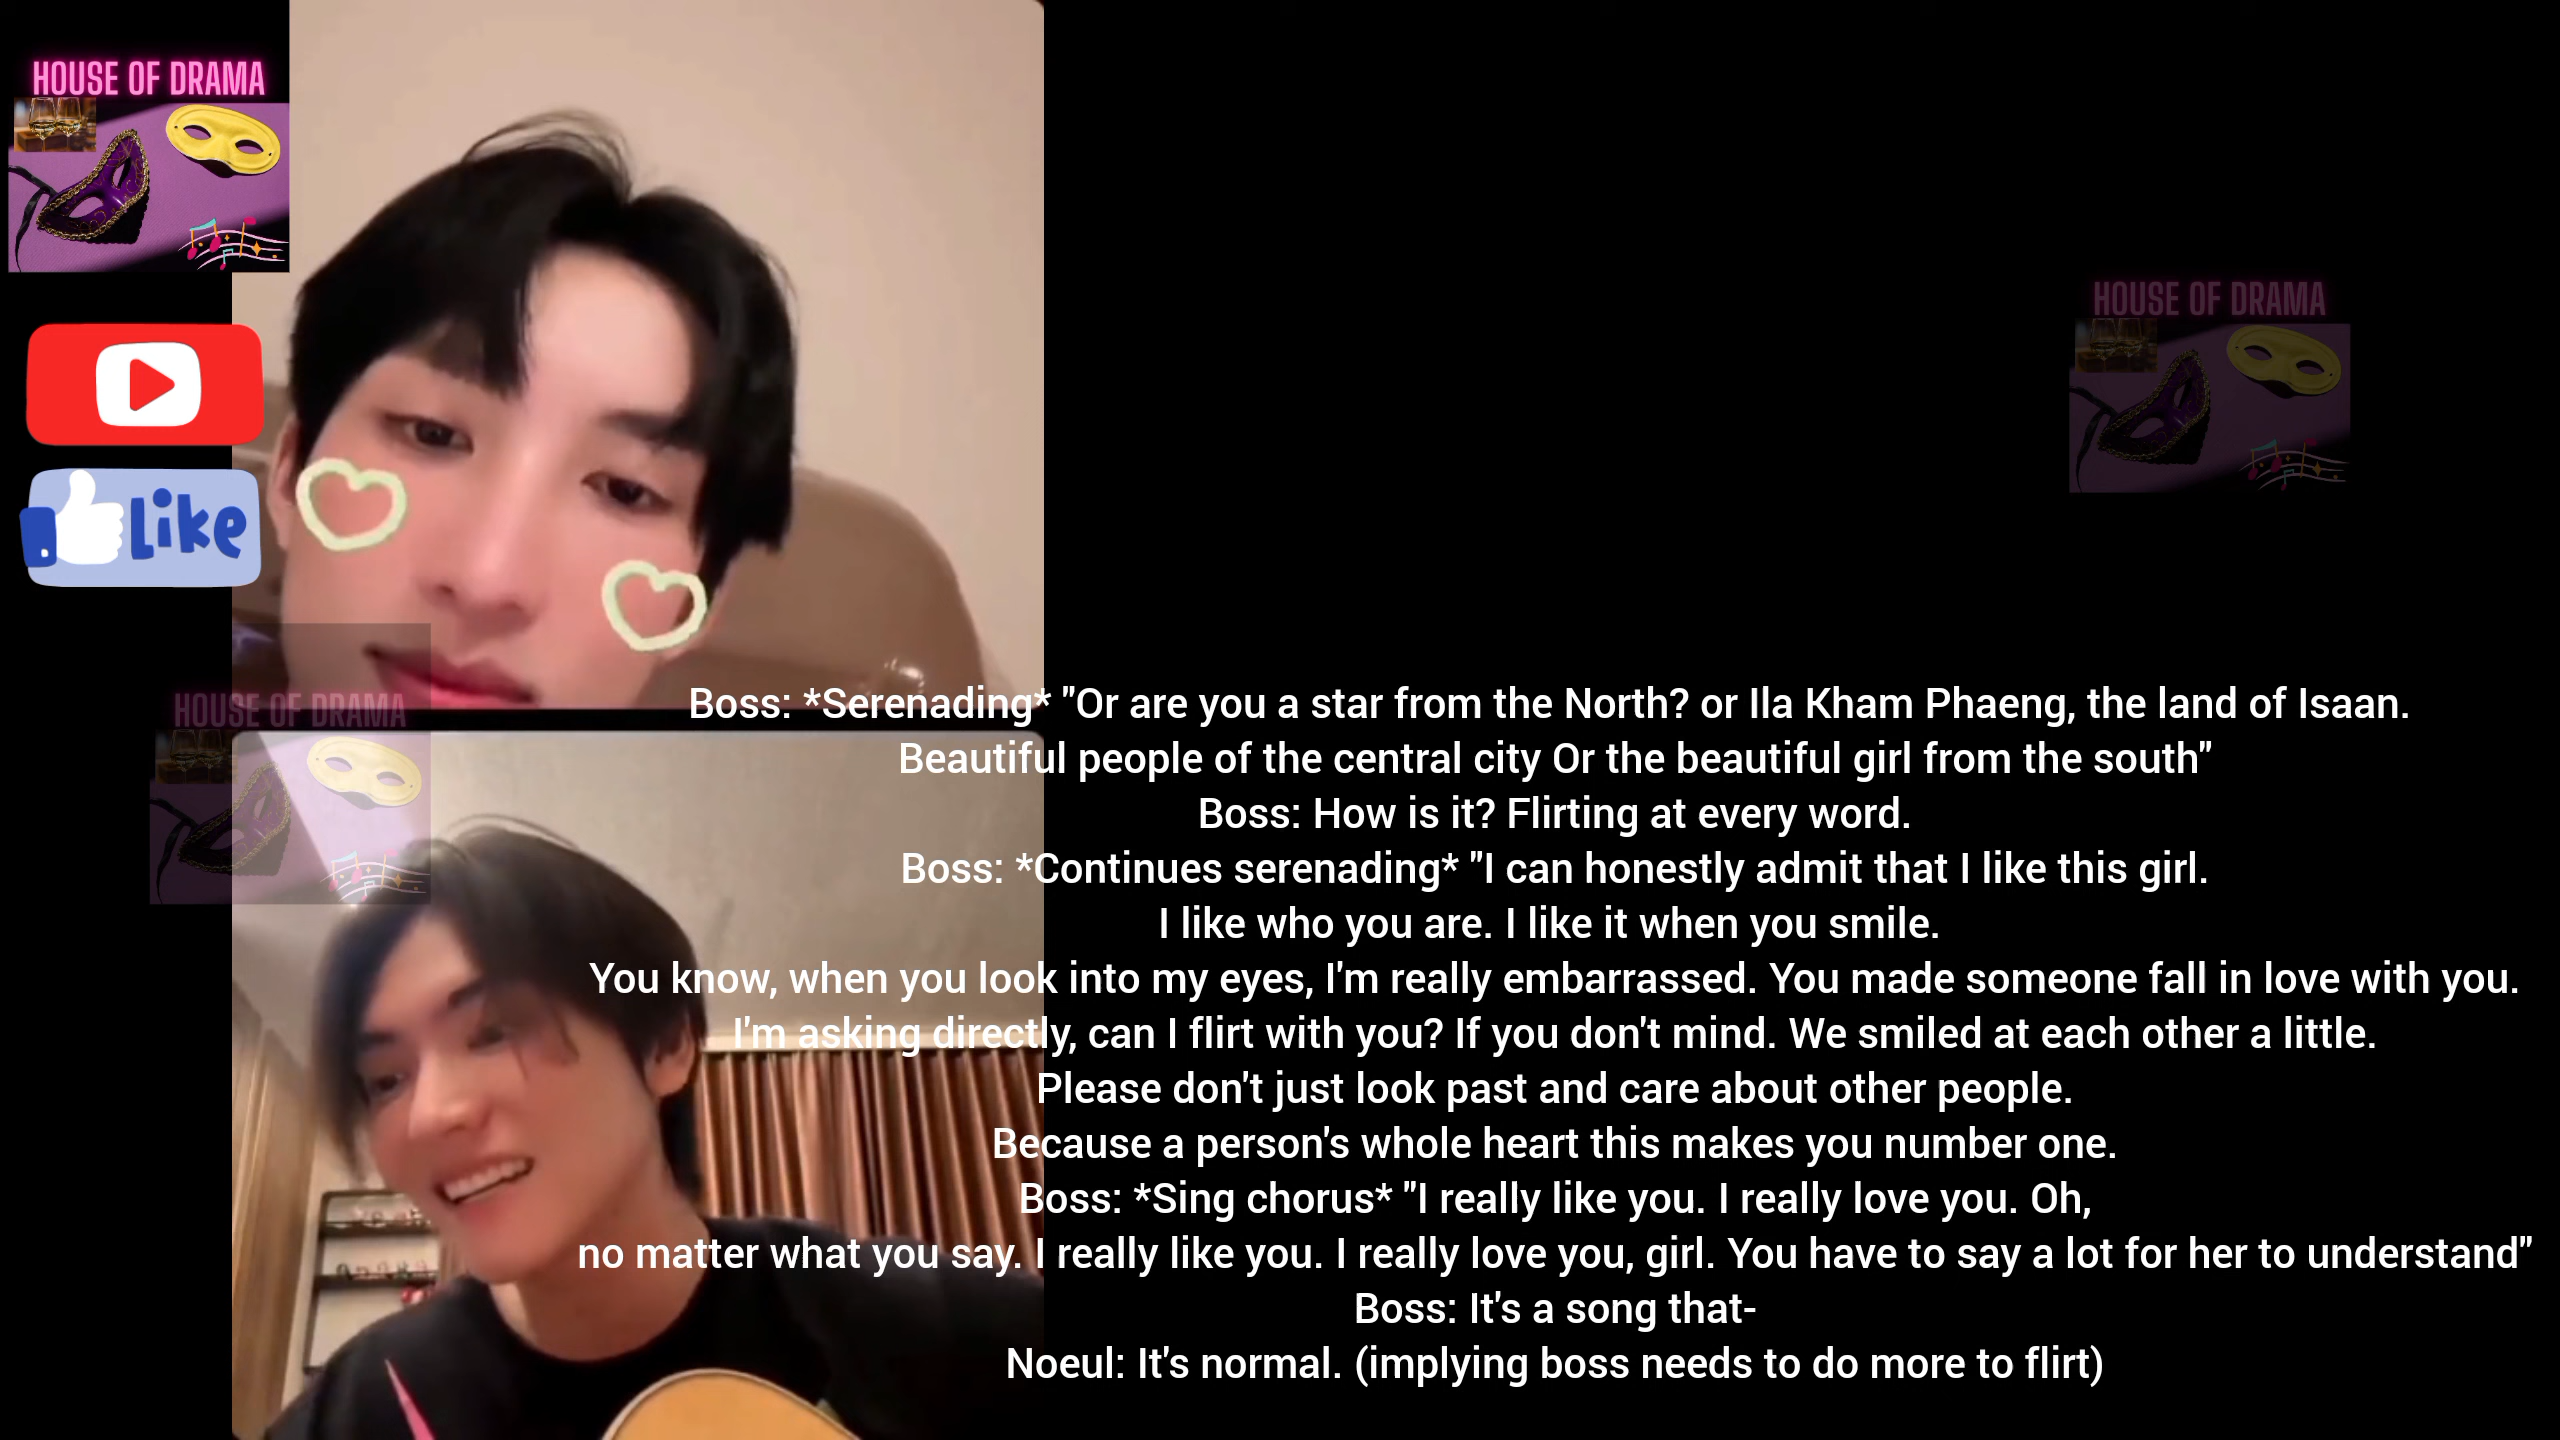 HOUSE OF DRAMA
Like
HOUSE OF DRAMA
HOUSE OF DRAMA
Boss: *Serenading* "Or are you a star from the North? or Ila Kham Phaeng, the land of Isaan.
Beautiful people of the central city Or the beautiful girl from the south"
Boss: How is it? Flirting at every word.
Boss: *Continues serenading* "I can honestly admit that I like this girl.
I like who you are. I like it when you smile.
You know, when you look into my eyes, I'm really embarrassed. You made someone fall in love with you.
I'm asking directly, can I flirt with you? If you don't mind. We smiled at each other a little.
Please don't just look past and care about other people.
Because a person's whole heart this makes you number one.
Boss: *Sing chorus* "I really like you. I really love you. Oh,
no matter what you say. I really like you. I really love you, girl. You have to say a lot for her to understand"
Boss: It's a song that-
Noeul: It's normal. (implying boss needs to do more to flirt)